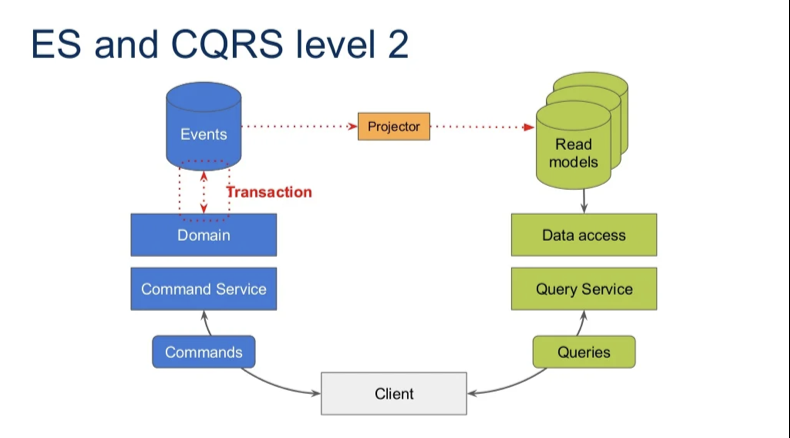 ES and CQRS level 2
Events
Projector
Read
models
Transaction
Domain
Data access
Command Service
Query Service
Commands
Queries
Client